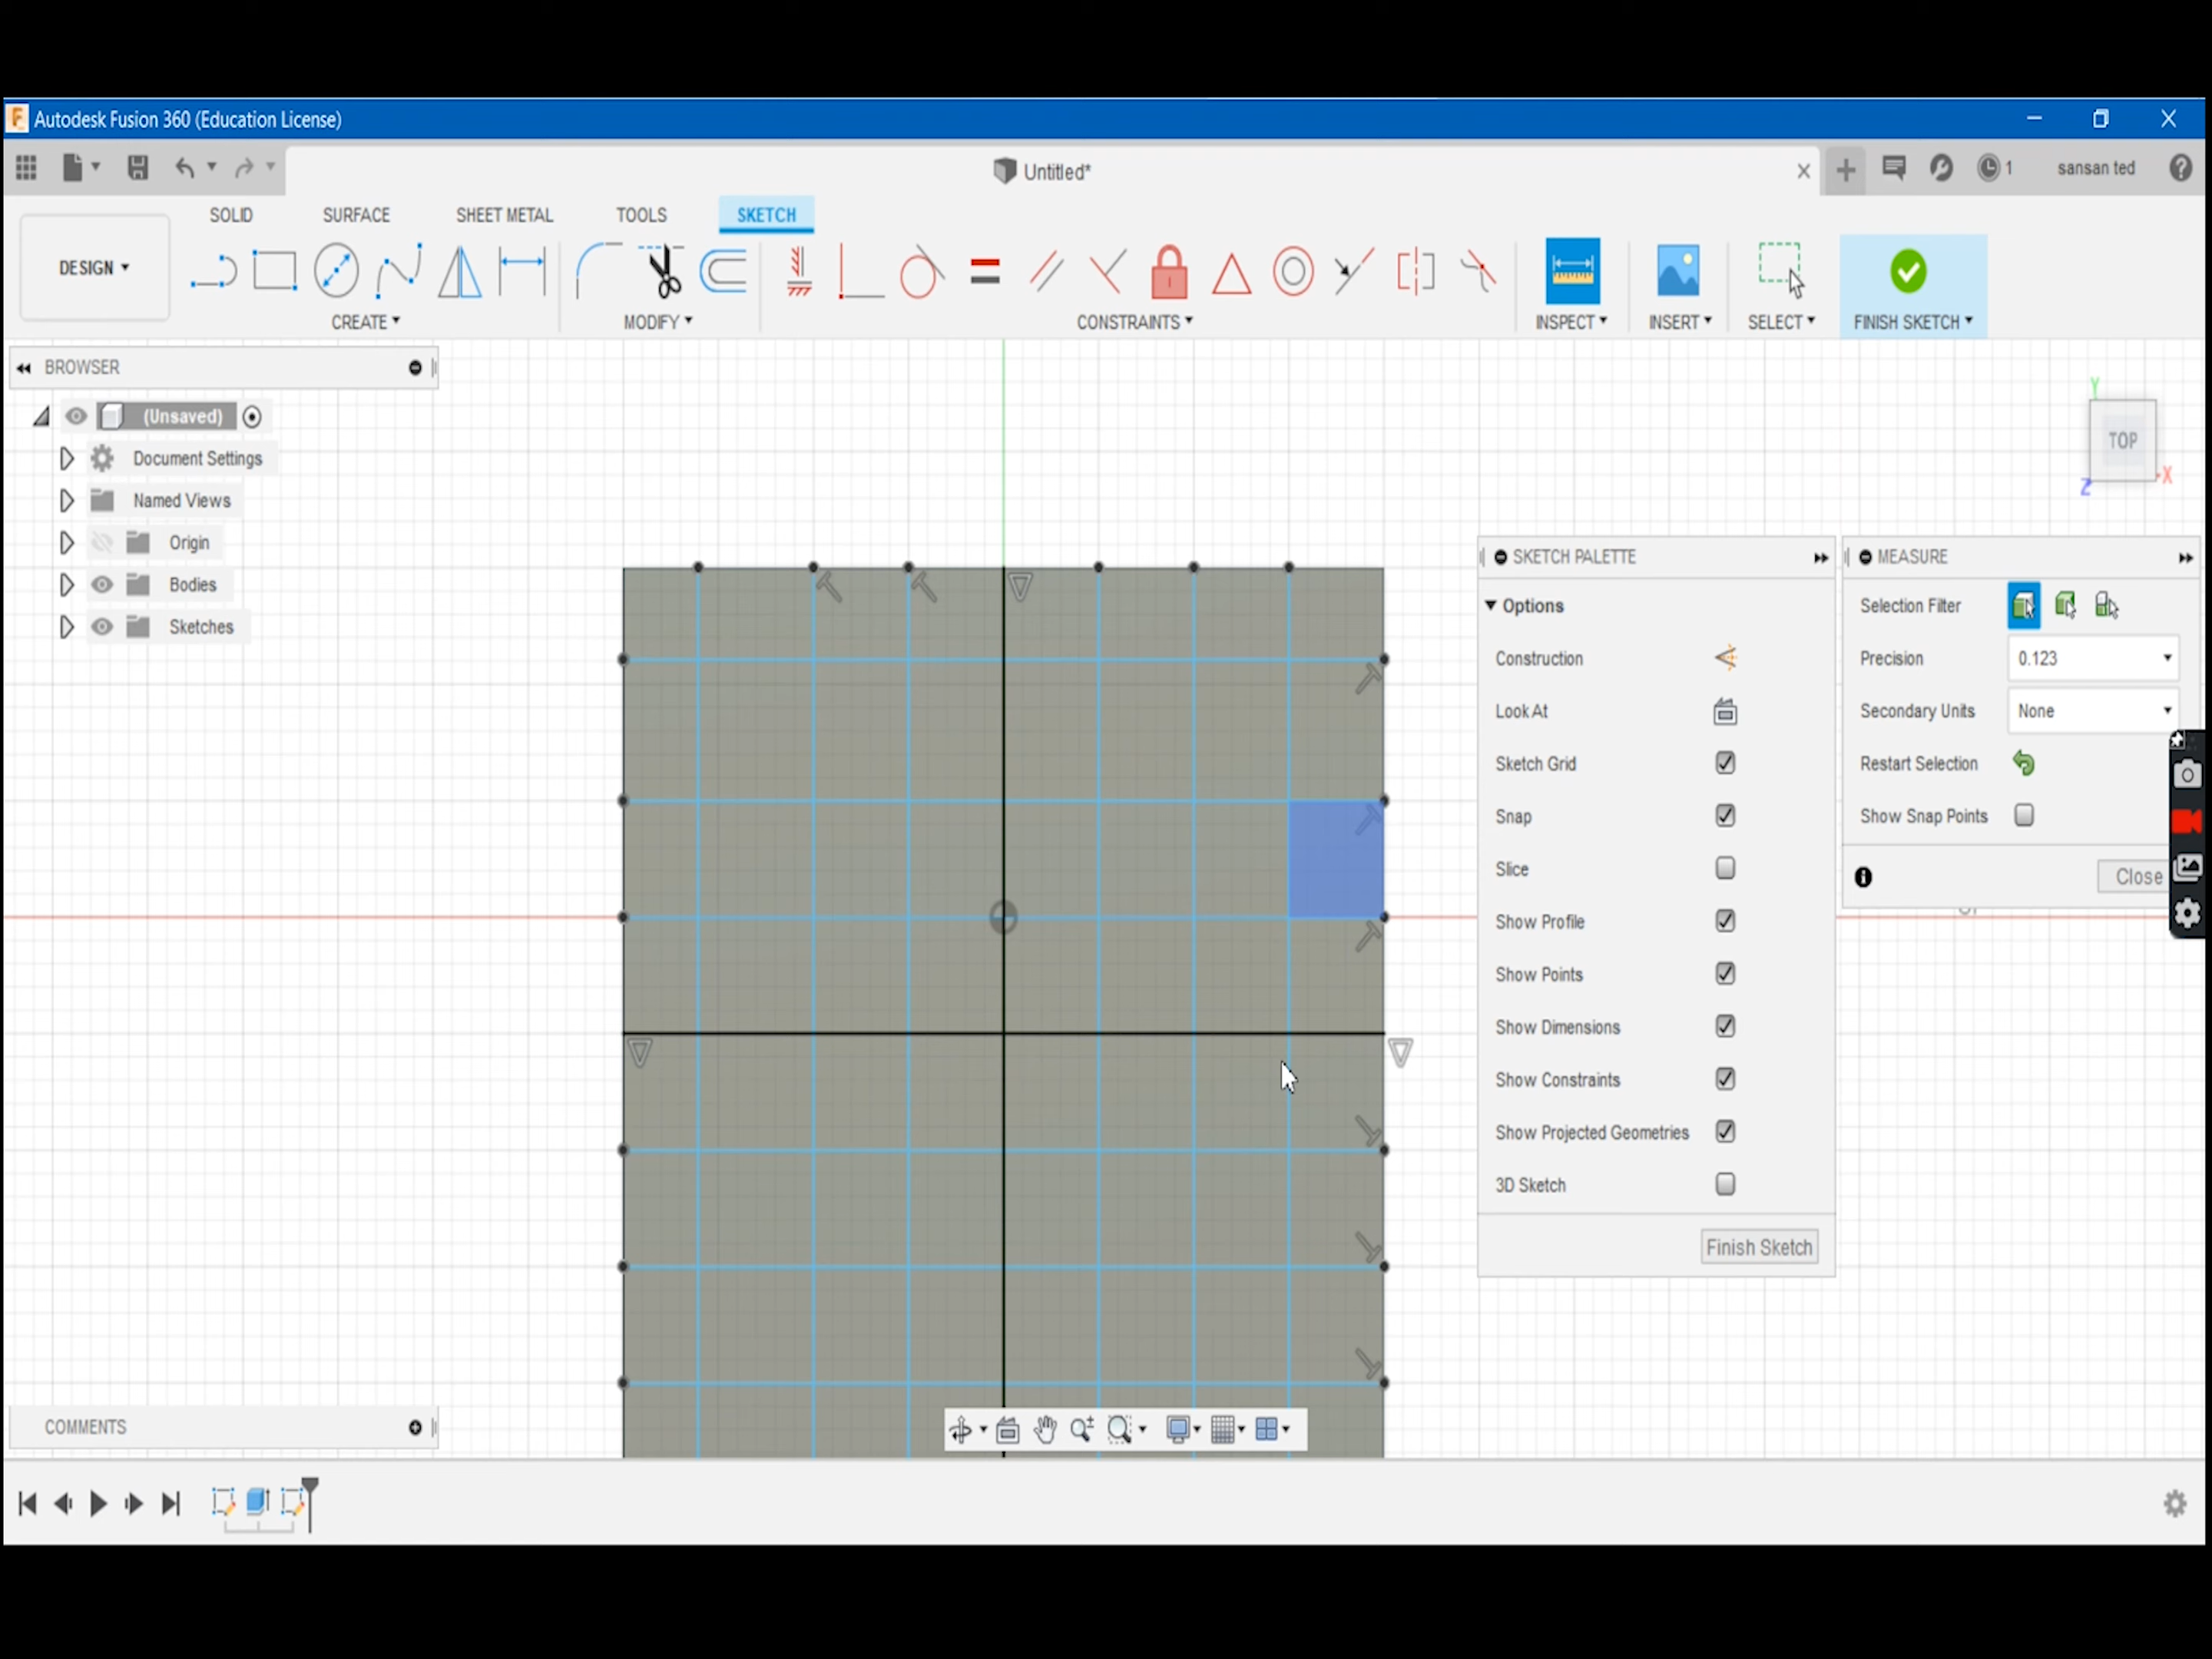 Autodesk Fusion 360 (Education License)
Untitled*
1
sansan ted
SOLID
SURFACE
SHEET METAL
TOOLS
SKETCH
DESIGN
CREATE
MODIFY
CONSTRAINTS
INSPECT
INSERT
SELECT
FINISH SKETCH
BROWSER
(Unsaved)
Document Settings
Named Views
Origin
Bodies
Sketches
Y
TOP
X
Z
SKETCH PALETTE
Options
Construction
Look At
Sketch Grid
Snap
Slice
Show Profile
Show Points
Show Dimensions
Show Constraints
Show Projected Geometries
3D Sketch
Finish Sketch
MEASURE
Selection Filter
Precision
0.123
Secondary Units
None
Restart Selection
Show Snap Points
Close
COMMENTS